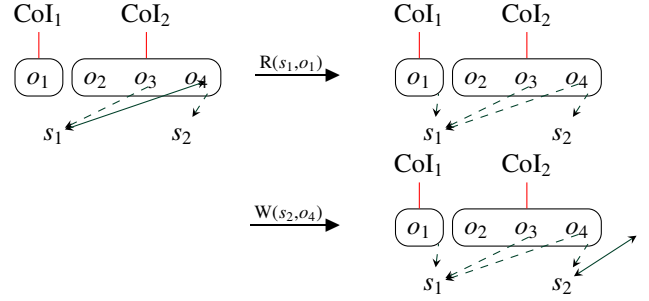 CoI₁ CoI₂ CoI₁ CoI₂
o₁ o₂ o₃ o₄ R(s₁,o₁) o₁ o₂ o₃ o₄
s₁ s₂ s₁ s₂
CoI₁ CoI₂
W(s₂,o₄) o₁ o₂ o₃ o₄
s₁ s₂